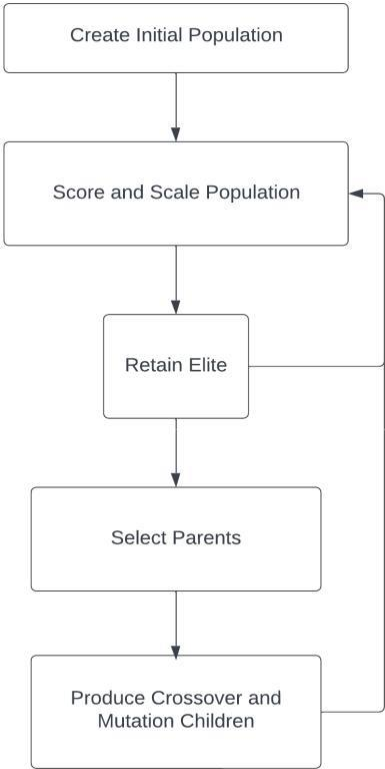 Create Initial Population
Score and Scale Population
Retain Elite
Select Parents
Produce Crossover and
Mutation Children